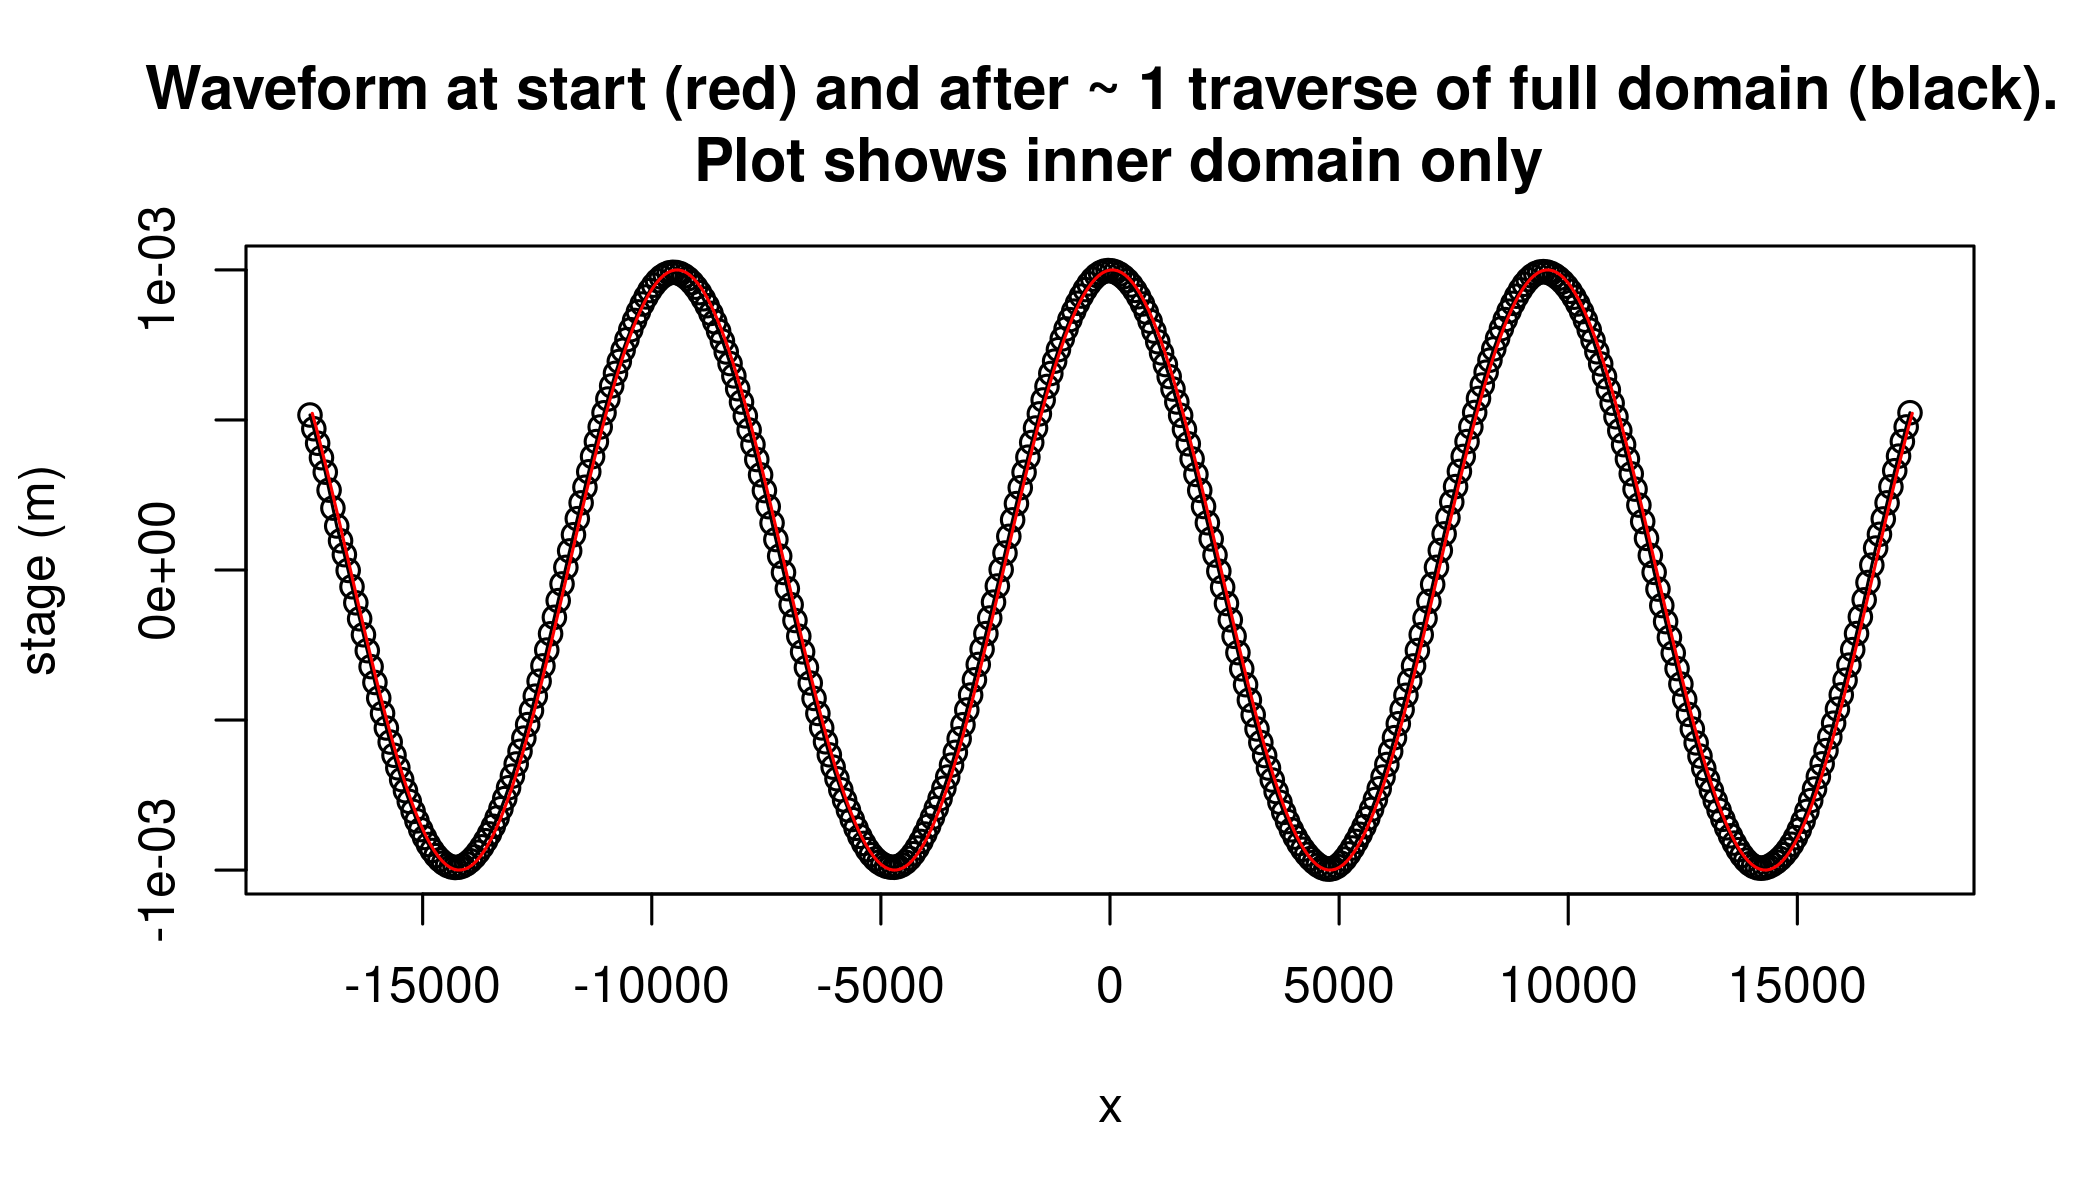 Waveform at start (red) and after ~ 1 traverse of full domain (black).
Plot shows inner domain only
stage (m)
1e-03
0e+00
-1e-03
-15000 -10000 -5000 0 5000 10000 15000
x